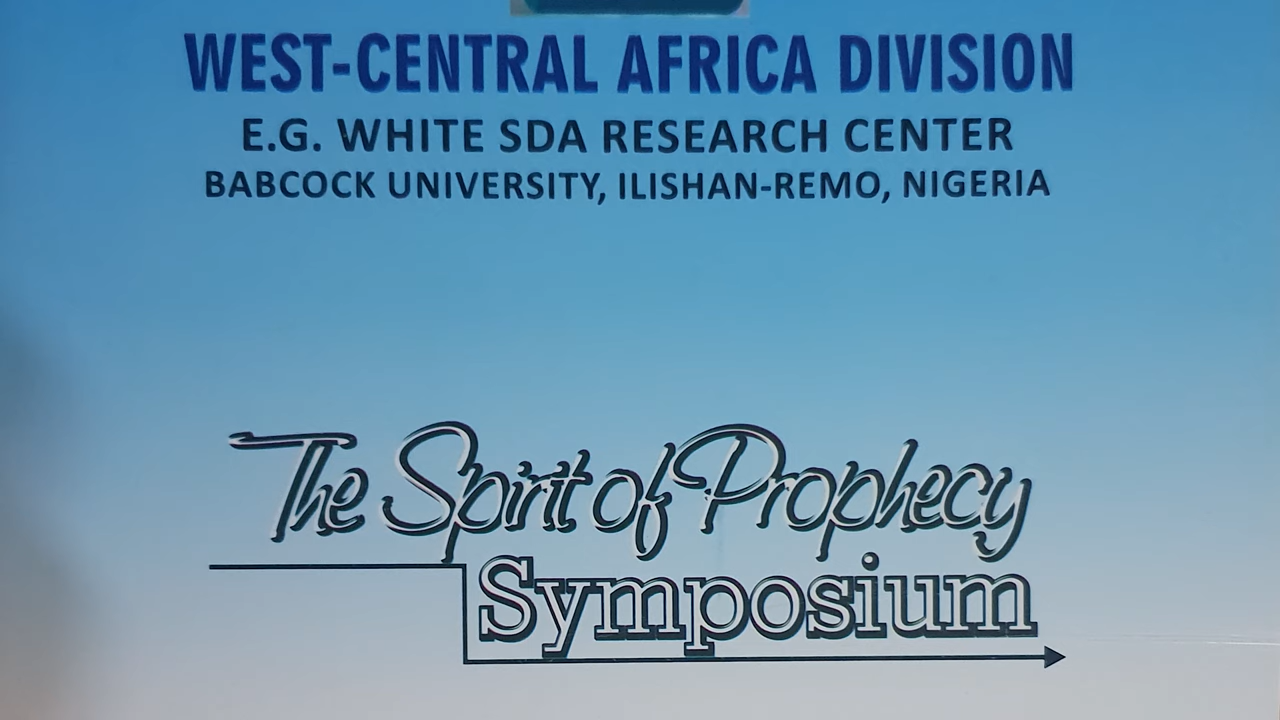 WEST-CENTRAL AFRICA DIVISION
E.G. WHITE SDA RESEARCH CENTER
BABCOCK UNIVERSITY, ILISHAN-REMO, NIGERIA
The Spirit of Prophecy
Symposium